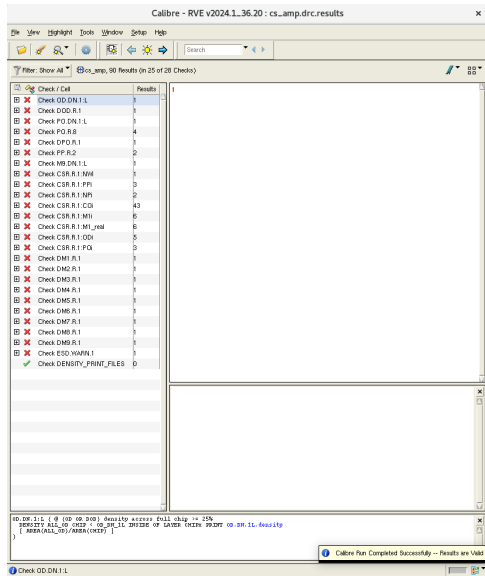 Calibre - RVE v2024.1_36.20 : cs_amp.drc.results
File View Highlight Tools Window Setup Help
Search
Filter: Show All cs_amp, 90 Results (in 25 of 28 Checks)
Check / Cell Results
Check OD.DN.1:L 1
Check DOD.R.1 1
Check PO.DN.1:L 1
Check PO.R.8 4
Check DPO.R.1 1
Check PP.R.2 2
Check M9.DN.1:L 1
Check CSR.R.1:NWi 1
Check CSR.R.1:PPi 3
Check CSR.R.1:NPi 2
Check CSR.R.1:COi 43
Check CSR.R.1:M1i 6
Check CSR.R.1:M1_real 6
Check CSR.R.1:ODi 5
Check CSR.R.1:POi 3
Check DM1.R.1 1
Check DM2.R.1 1
Check DM3.R.1 1
Check DM4.R.1 1
Check DM5.R.1 1
Check DM6.R.1 1
Check DM7.R.1 1
Check DM8.R.1 1
Check DM9.R.1 1
Check ESD.WARN.1 1
Check DENSITY_PRINT_FILES 0
1
OD.DN.1:L { @ {OD OR DOD} density across full chip >= 25%
DENSITY ALL_OD CHIP < OD_DN_1L INSIDE OF LAYER CHIPx PRINT OD.DN.1L.density
[ AREA(ALL_OD)/AREA(CHIP) ]
}
Calibre Run Completed Successfully -- Results are Valid
Check OD.DN.1:L